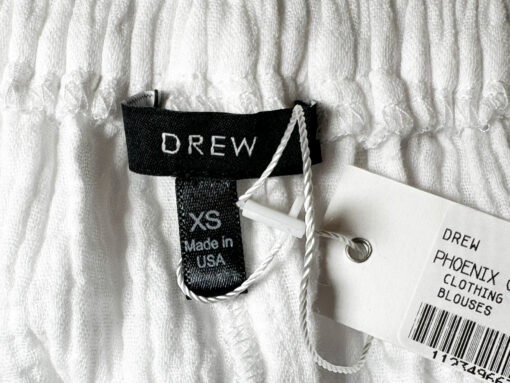 DREW
XS
Made in
USA
DREW
PHOENIX
CLOTHING
BLOUSES